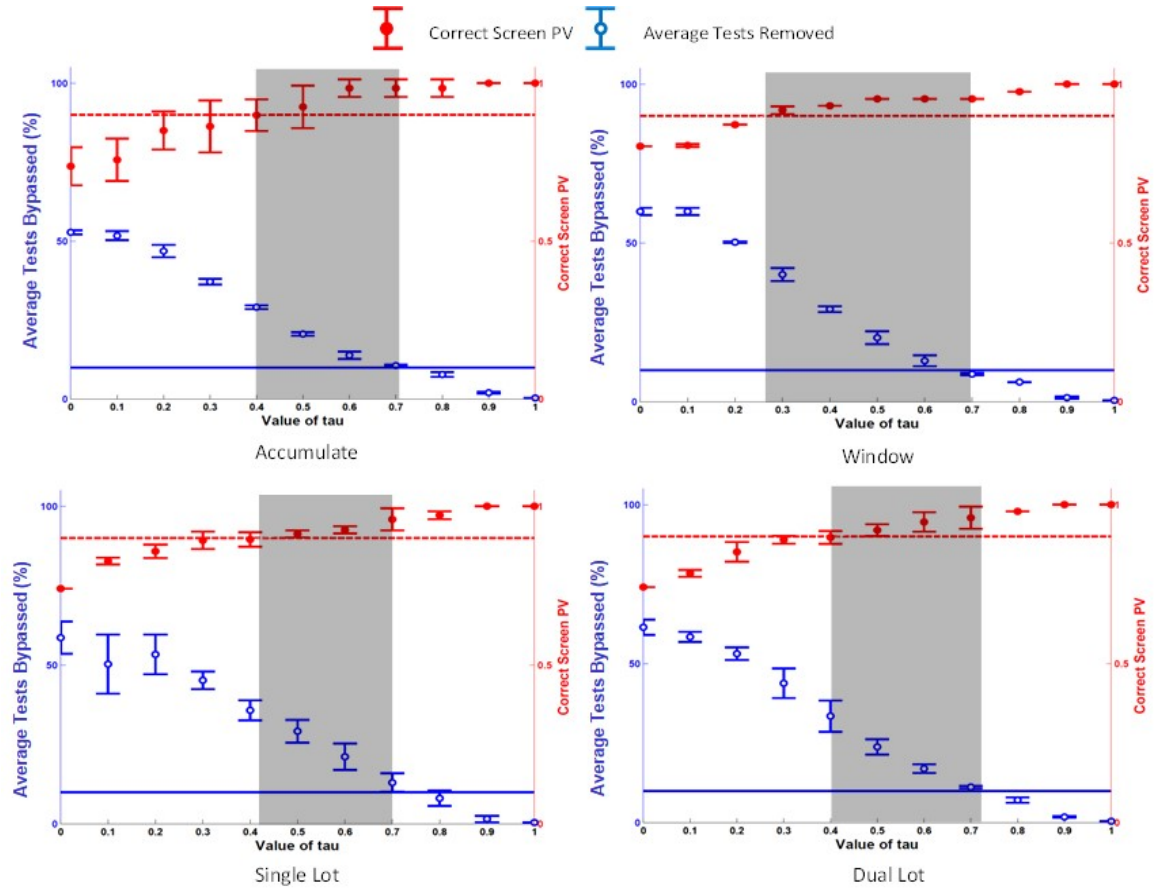 Correct Screen PV Average Tests Removed
100
50
0
Average Tests Bypassed (%)
1
0.5
0
Correct Screen PV
0 0.1 0.2 0.3 0.4 0.5 0.6 0.7 0.8 0.9 1
Value of tau
Accumulate
100
50
0
Average Tests Bypassed (%)
1
0.5
0
Correct Screen PV
0 0.1 0.2 0.3 0.4 0.5 0.6 0.7 0.8 0.9 1
Value of tau
Window
100
50
0
Average Tests Bypassed (%)
1
0.5
0
Correct Screen PV
0 0.1 0.2 0.3 0.4 0.5 0.6 0.7 0.8 0.9 1
Value of tau
Single Lot
100
50
0
Average Tests Bypassed (%)
1
0.5
0
Correct Screen PV
0 0.1 0.2 0.3 0.4 0.5 0.6 0.7 0.8 0.9 1
Value of tau
Dual Lot